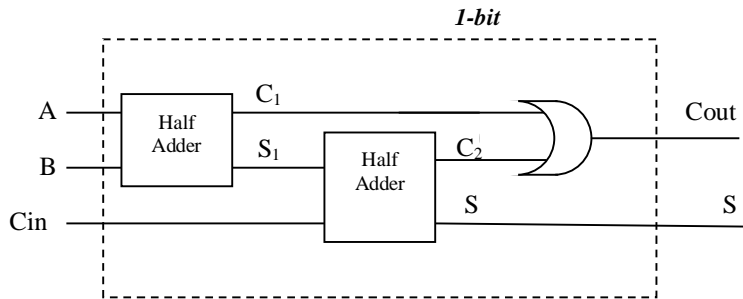 1-bit
A
B
Cin
Half
Adder
C₁
S₁
Half
Adder
C₂
S
Cout
S